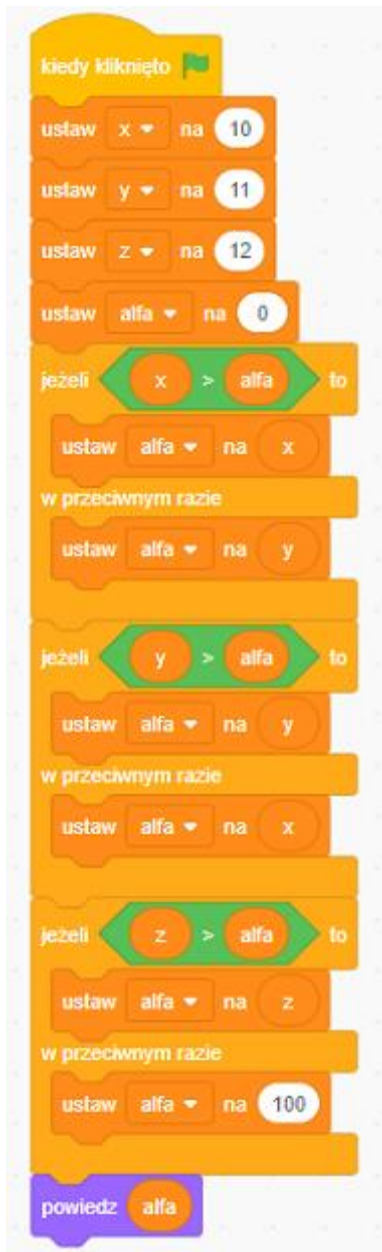 kiedy kliknięto
ustaw x na 10
ustaw y na 11
ustaw z na 12
ustaw alfa na 0
jeżeli x > alfa to
ustaw alfa na x
w przeciwnym razie
ustaw alfa na y
jeżeli y > alfa to
ustaw alfa na y
w przeciwnym razie
ustaw alfa na x
jeżeli z > alfa to
ustaw alfa na z
w przeciwnym razie
ustaw alfa na 100
powiedz alfa